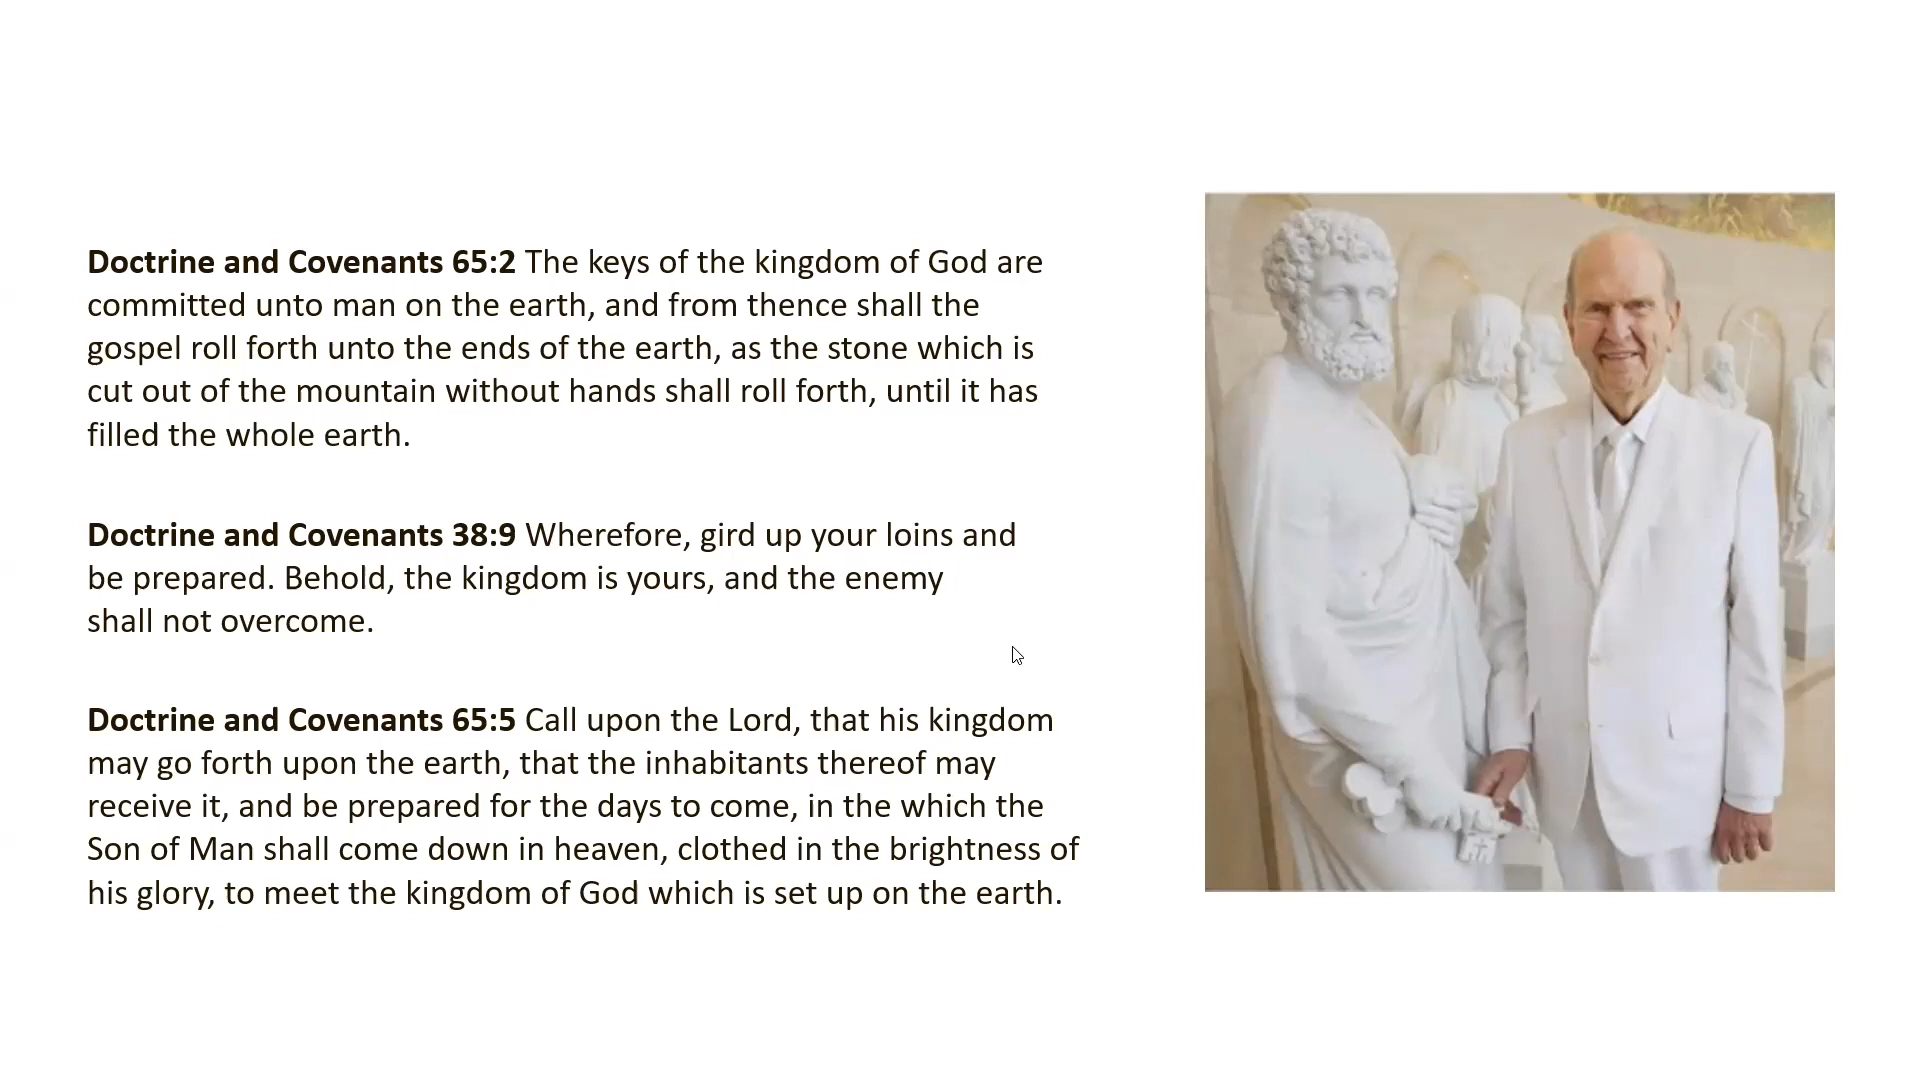 Doctrine and Covenants 65:2 The keys of the kingdom of God are
committed unto man on the earth, and from thence shall the
gospel roll forth unto the ends of the earth, as the stone which is
cut out of the mountain without hands shall roll forth, until it has
filled the whole earth.
Doctrine and Covenants 38:9 Wherefore, gird up your loins and
be prepared. Behold, the kingdom is yours, and the enemy
shall not overcome.
Doctrine and Covenants 65:5 Call upon the Lord, that his kingdom
may go forth upon the earth, that the inhabitants thereof may
receive it, and be prepared for the days to come, in the which the
Son of Man shall come down in heaven, clothed in the brightness of
his glory, to meet the kingdom of God which is set up on the earth.